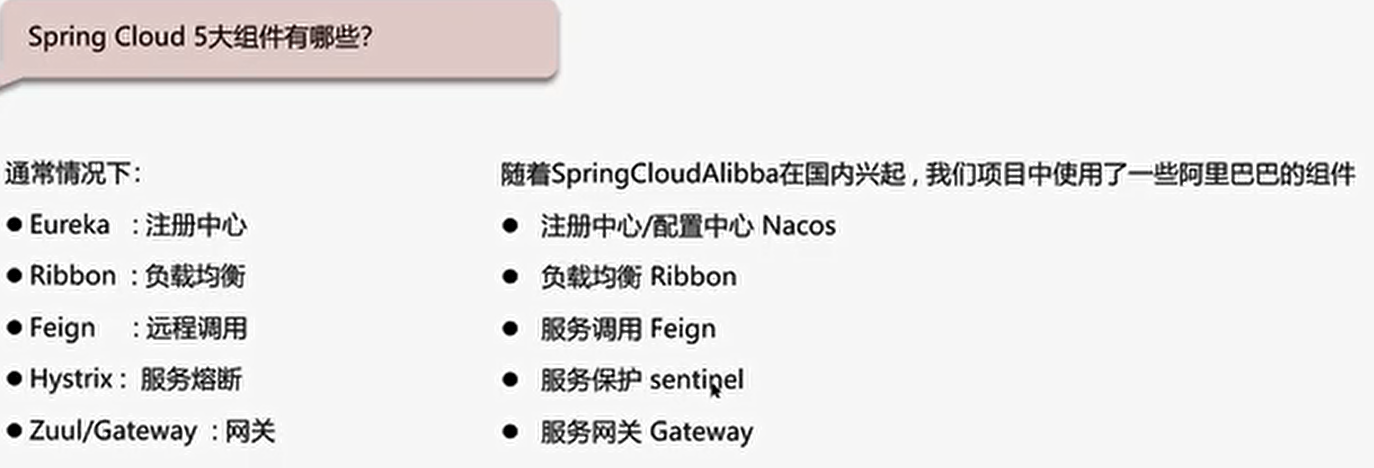 Spring Cloud 5大组件有哪些?
通常情况下:
● Eureka : 注册中心
● Ribbon : 负载均衡
● Feign : 远程调用
● Hystrix : 服务熔断
● Zuul/Gateway : 网关
随着SpringCloudAlibba在国内兴起 , 我们项目中使用了一些阿里巴巴的组件
● 注册中心/配置中心 Nacos
● 负载均衡 Ribbon
● 服务调用 Feign
● 服务保护 sentinel
● 服务网关 Gateway